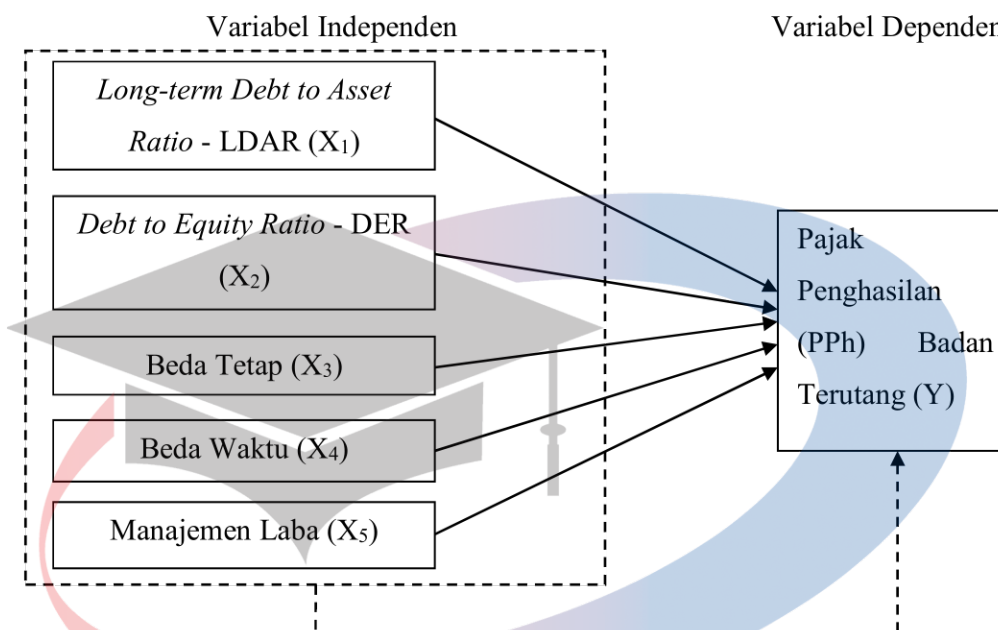 Variabel Independen
Variabel Dependen
Long-term Debt to Asset
Ratio - LDAR (X₁)
Debt to Equity Ratio - DER
(X₂)
Beda Tetap (X₃)
Beda Waktu (X₄)
Manajemen Laba (X₅)
Pajak
Penghasilan
(PPh) Badan
Terutang (Y)